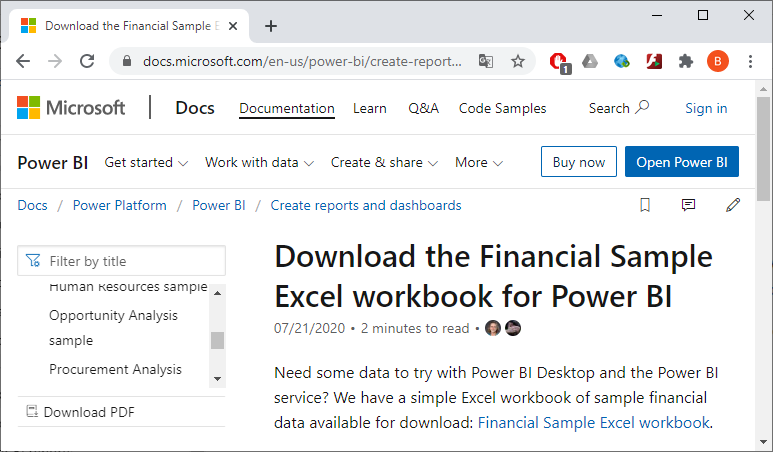 Download the Financial Sample E
docs.microsoft.com/en-us/power-bi/create-report...
1
B
Microsoft Docs Documentation Learn Q&A Code Samples Search Sign in
Power BI Get started Work with data Create & share More Buy now Open Power BI
Docs / Power Platform / Power BI / Create reports and dashboards
Filter by title
Human Resources sample
Opportunity Analysis
sample
Procurement Analysis
Download PDF
Download the Financial Sample
Excel workbook for Power BI
07/21/2020 • 2 minutes to read •
Need some data to try with Power BI Desktop and the Power BI
service? We have a simple Excel workbook of sample financial
data available for download: Financial Sample Excel workbook.